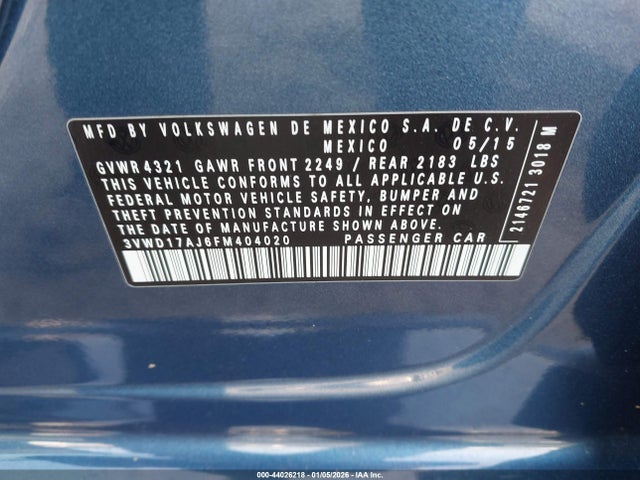 MFD BY VOLKSWAGEN DE MEXICO S.A. DE C.V.
MEXICO 05/15
GVWR 4321 GAWR FRONT 2249 / REAR 2183 LBS
THIS VEHICLE CONFORMS TO ALL APPLICABLE U.S.
FEDERAL MOTOR VEHICLE SAFETY, BUMPER AND
THEFT PREVENTION STANDARDS IN EFFECT ON
THE DATE OF MANUFACTURE SHOWN ABOVE.
3VWD17AJ6FM404020 PASSENGER CAR
2146721 3018 M
000-44026218 - 01/05/2026 - IAA Inc.